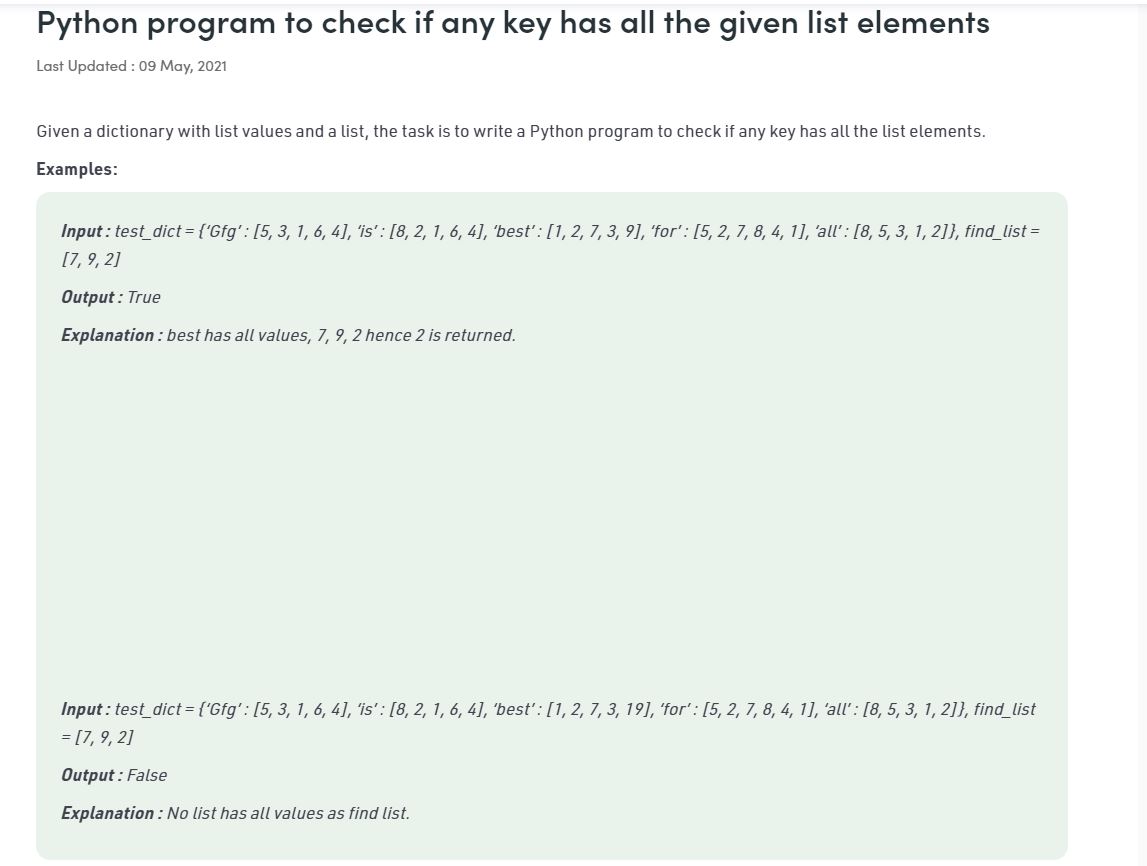 Python program to check if any key has all the given list elements
Last Updated : 09 May, 2021
Given a dictionary with list values and a list, the task is to write a Python program to check if any key has all the list elements.
Examples:
Input : test_dict = {‘Gfg’ : [5, 3, 1, 6, 4], ‘is’ : [8, 2, 1, 6, 4], ‘best’ : [1, 2, 7, 3, 9], ‘for’ : [5, 2, 7, 8, 4, 1], ‘all’ : [8, 5, 3, 1, 2]}, find_list =
[7, 9, 2]
Output : True
Explanation : best has all values, 7, 9, 2 hence 2 is returned.
Input : test_dict = {‘Gfg’ : [5, 3, 1, 6, 4], ‘is’ : [8, 2, 1, 6, 4], ‘best’ : [1, 2, 7, 3, 19], ‘for’ : [5, 2, 7, 8, 4, 1], ‘all’ : [8, 5, 3, 1, 2]}, find_list
= [7, 9, 2]
Output : False
Explanation : No list has all values as find list.